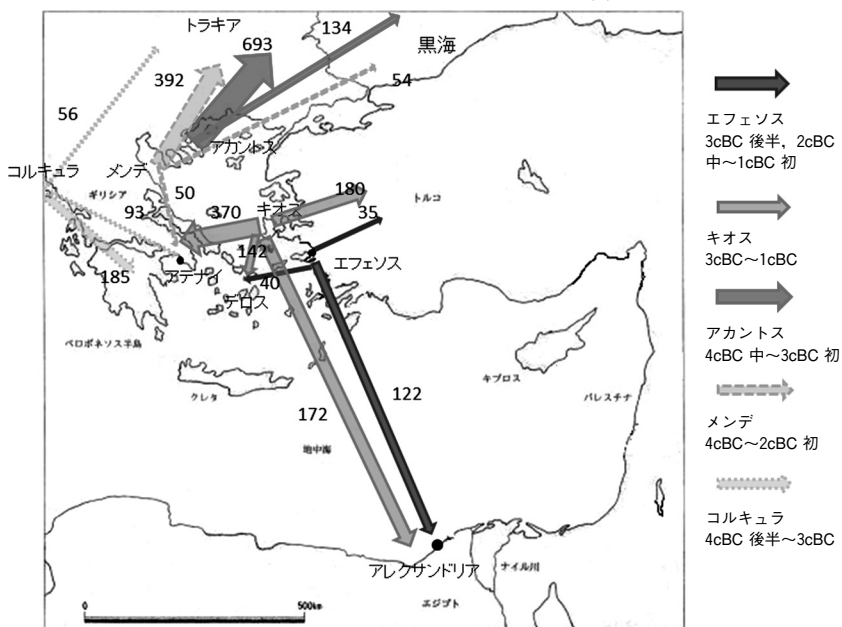 トラキア
134
693
黒海
392
54
56
アカントス
コルキュラ
メンデ
ギリシア
50
180
トルコ
93
370
キオス
35
142
エフェソス
185
アテナイ
40
デロス
ペロポネソス半島
キプロス
パレスチナ
クレタ
172
122
地中海
アレクサンドリア
ナイル川
エジプト
0
500km
エフェソス
3cBC 後半，2cBC
中～1cBC 初
キオス
3cBC～1cBC
アカントス
4cBC 中～3cBC 初
メンデ
4cBC～2cBC 初
コルキュラ
4cBC 後半～3cBC